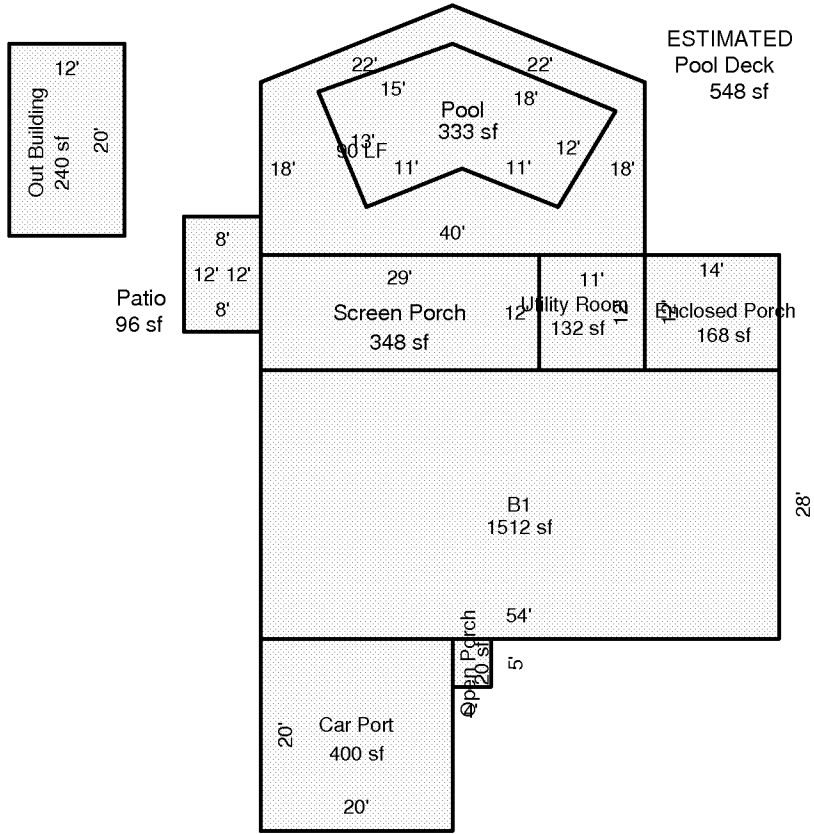 ESTIMATED
Pool Deck
548 sf
12'
Out Building
240 sf
20'
22'
22'
15'
18'
Pool
333 sf
13'
90 LF
12'
11'
11'
18'
18'
40'
8'
12'
12'
8'
Patio
96 sf
29'
Screen Porch
348 sf
12'
11'
Utility Room
132 sf
12'
14'
12'
Enclosed Porch
168 sf
B1
1512 sf
28'
54'
Open Porch
20 sf
5'
4'
Car Port
400 sf
20'
20'